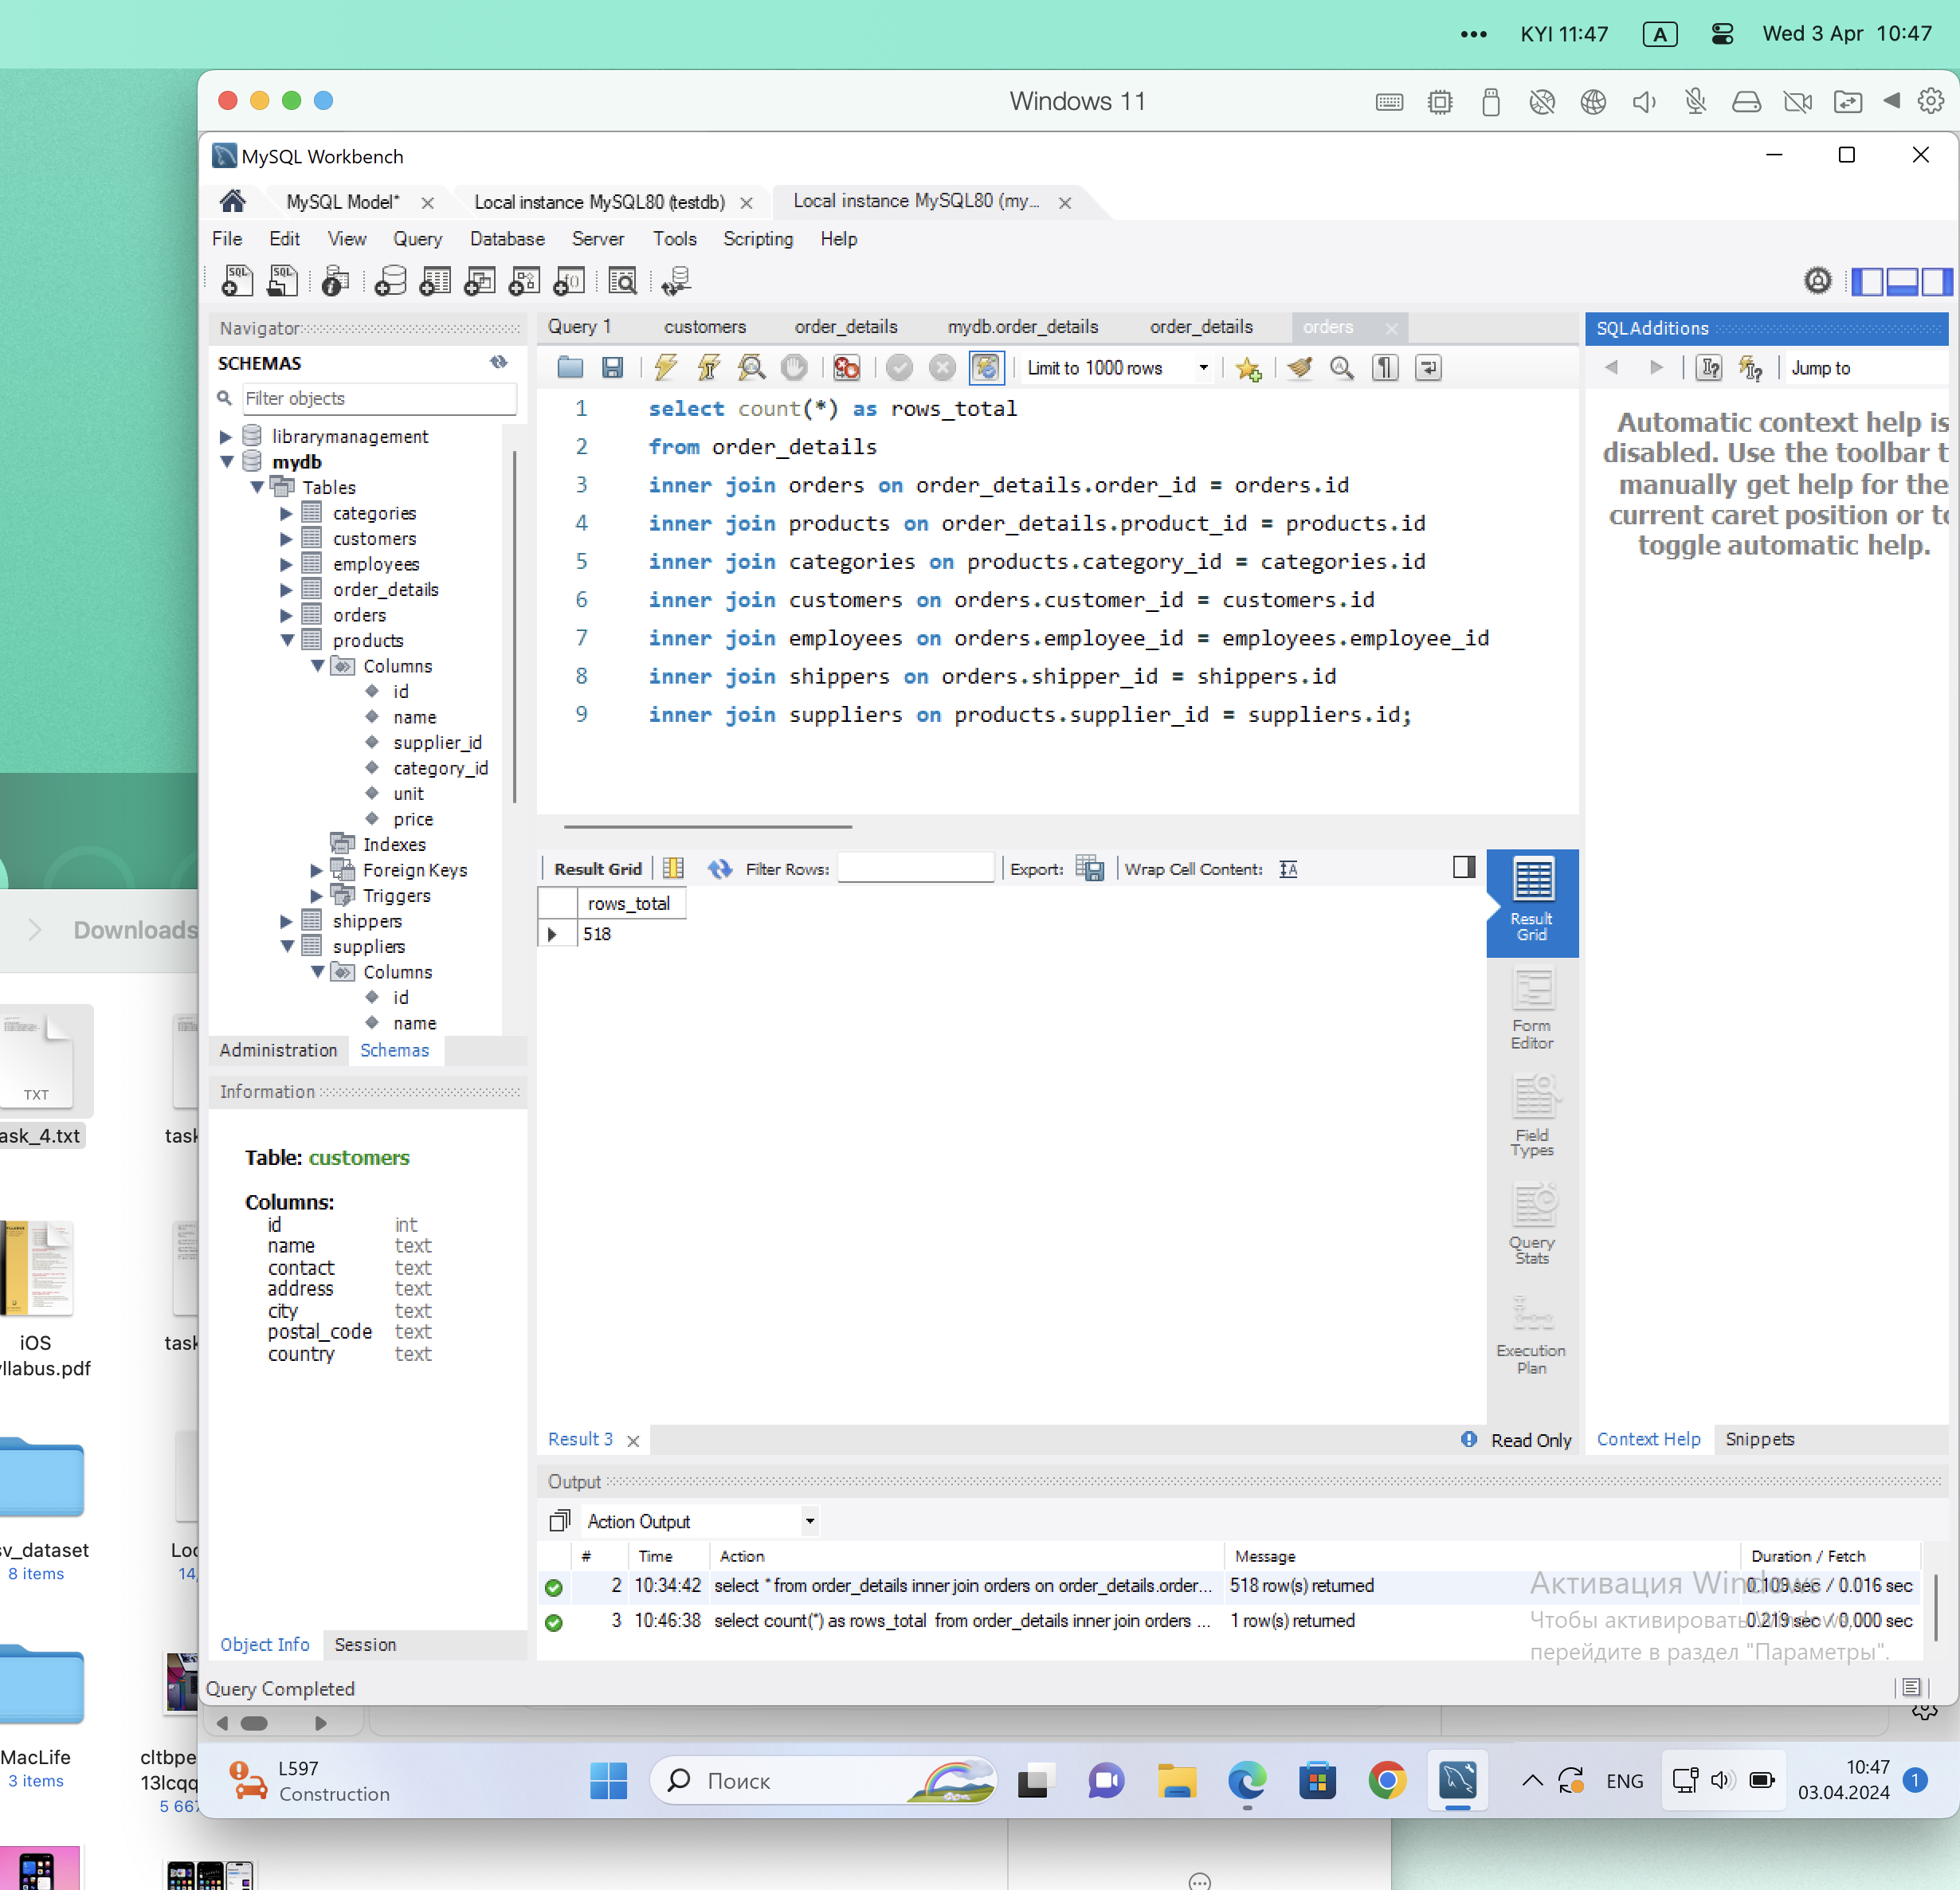 KYI 11:47
A
Wed 3 Apr 10:47
Windows 11
MySQL Workbench
MySQL Model*
Local instance MySQL80 (testdb)
Local instance MySQL80 (my...
File Edit View Query Database Server Tools Scripting Help
Navigator
SCHEMAS
Filter objects
librarymanagement
mydb
Tables
categories
customers
employees
order_details
orders
products
Columns
id
name
supplier_id
category_id
unit
price
Indexes
Foreign Keys
Triggers
shippers
suppliers
Columns
id
name
Administration Schemas
Information
Table: customers
Columns:
id int
name text
contact text
address text
city text
postal_code text
country text
Object Info Session
Query Completed
Query 1 customers order_details mydb.order_details order_details orders
Limit to 1000 rows
1 select count(*) as rows_total
2 from order_details
3 inner join orders on order_details.order_id = orders.id
4 inner join products on order_details.product_id = products.id
5 inner join categories on products.category_id = categories.id
6 inner join customers on orders.customer_id = customers.id
7 inner join employees on orders.employee_id = employees.employee_id
8 inner join shippers on orders.shipper_id = shippers.id
9 inner join suppliers on products.supplier_id = suppliers.id;
Result Grid Filter Rows: Export: Wrap Cell Content:
rows_total
518
Result
Grid
Form
Editor
Field
Types
Query
Stats
Execution
Plan
Result 3
Read Only
SQLAdditions
Jump to
Automatic context help is
disabled. Use the toolbar t
manually get help for the
current caret position or to
toggle automatic help.
Context Help Snippets
Output
Action Output
# Time Action Message Duration / Fetch
2 10:34:42 select * from order_details inner join orders on order_details.order... 518 row(s) returned 0.109 sec / 0.016 sec
3 10:46:38 select count(*) as rows_total from order_details inner join orders ... 1 row(s) returned 0.219 sec / 0.000 sec
Активация Windows
Чтобы активировать Windows,
перейдите в раздел "Параметры".
Downloads
TXT
ask_4.txt
task
iOS
yllabus.pdf
task
sv_dataset
8 items
Loc
14,
MacLife
3 items
cltbpe
13lcqq
5 667
L597
Construction
Поиск
ENG
10:47
03.04.2024
1